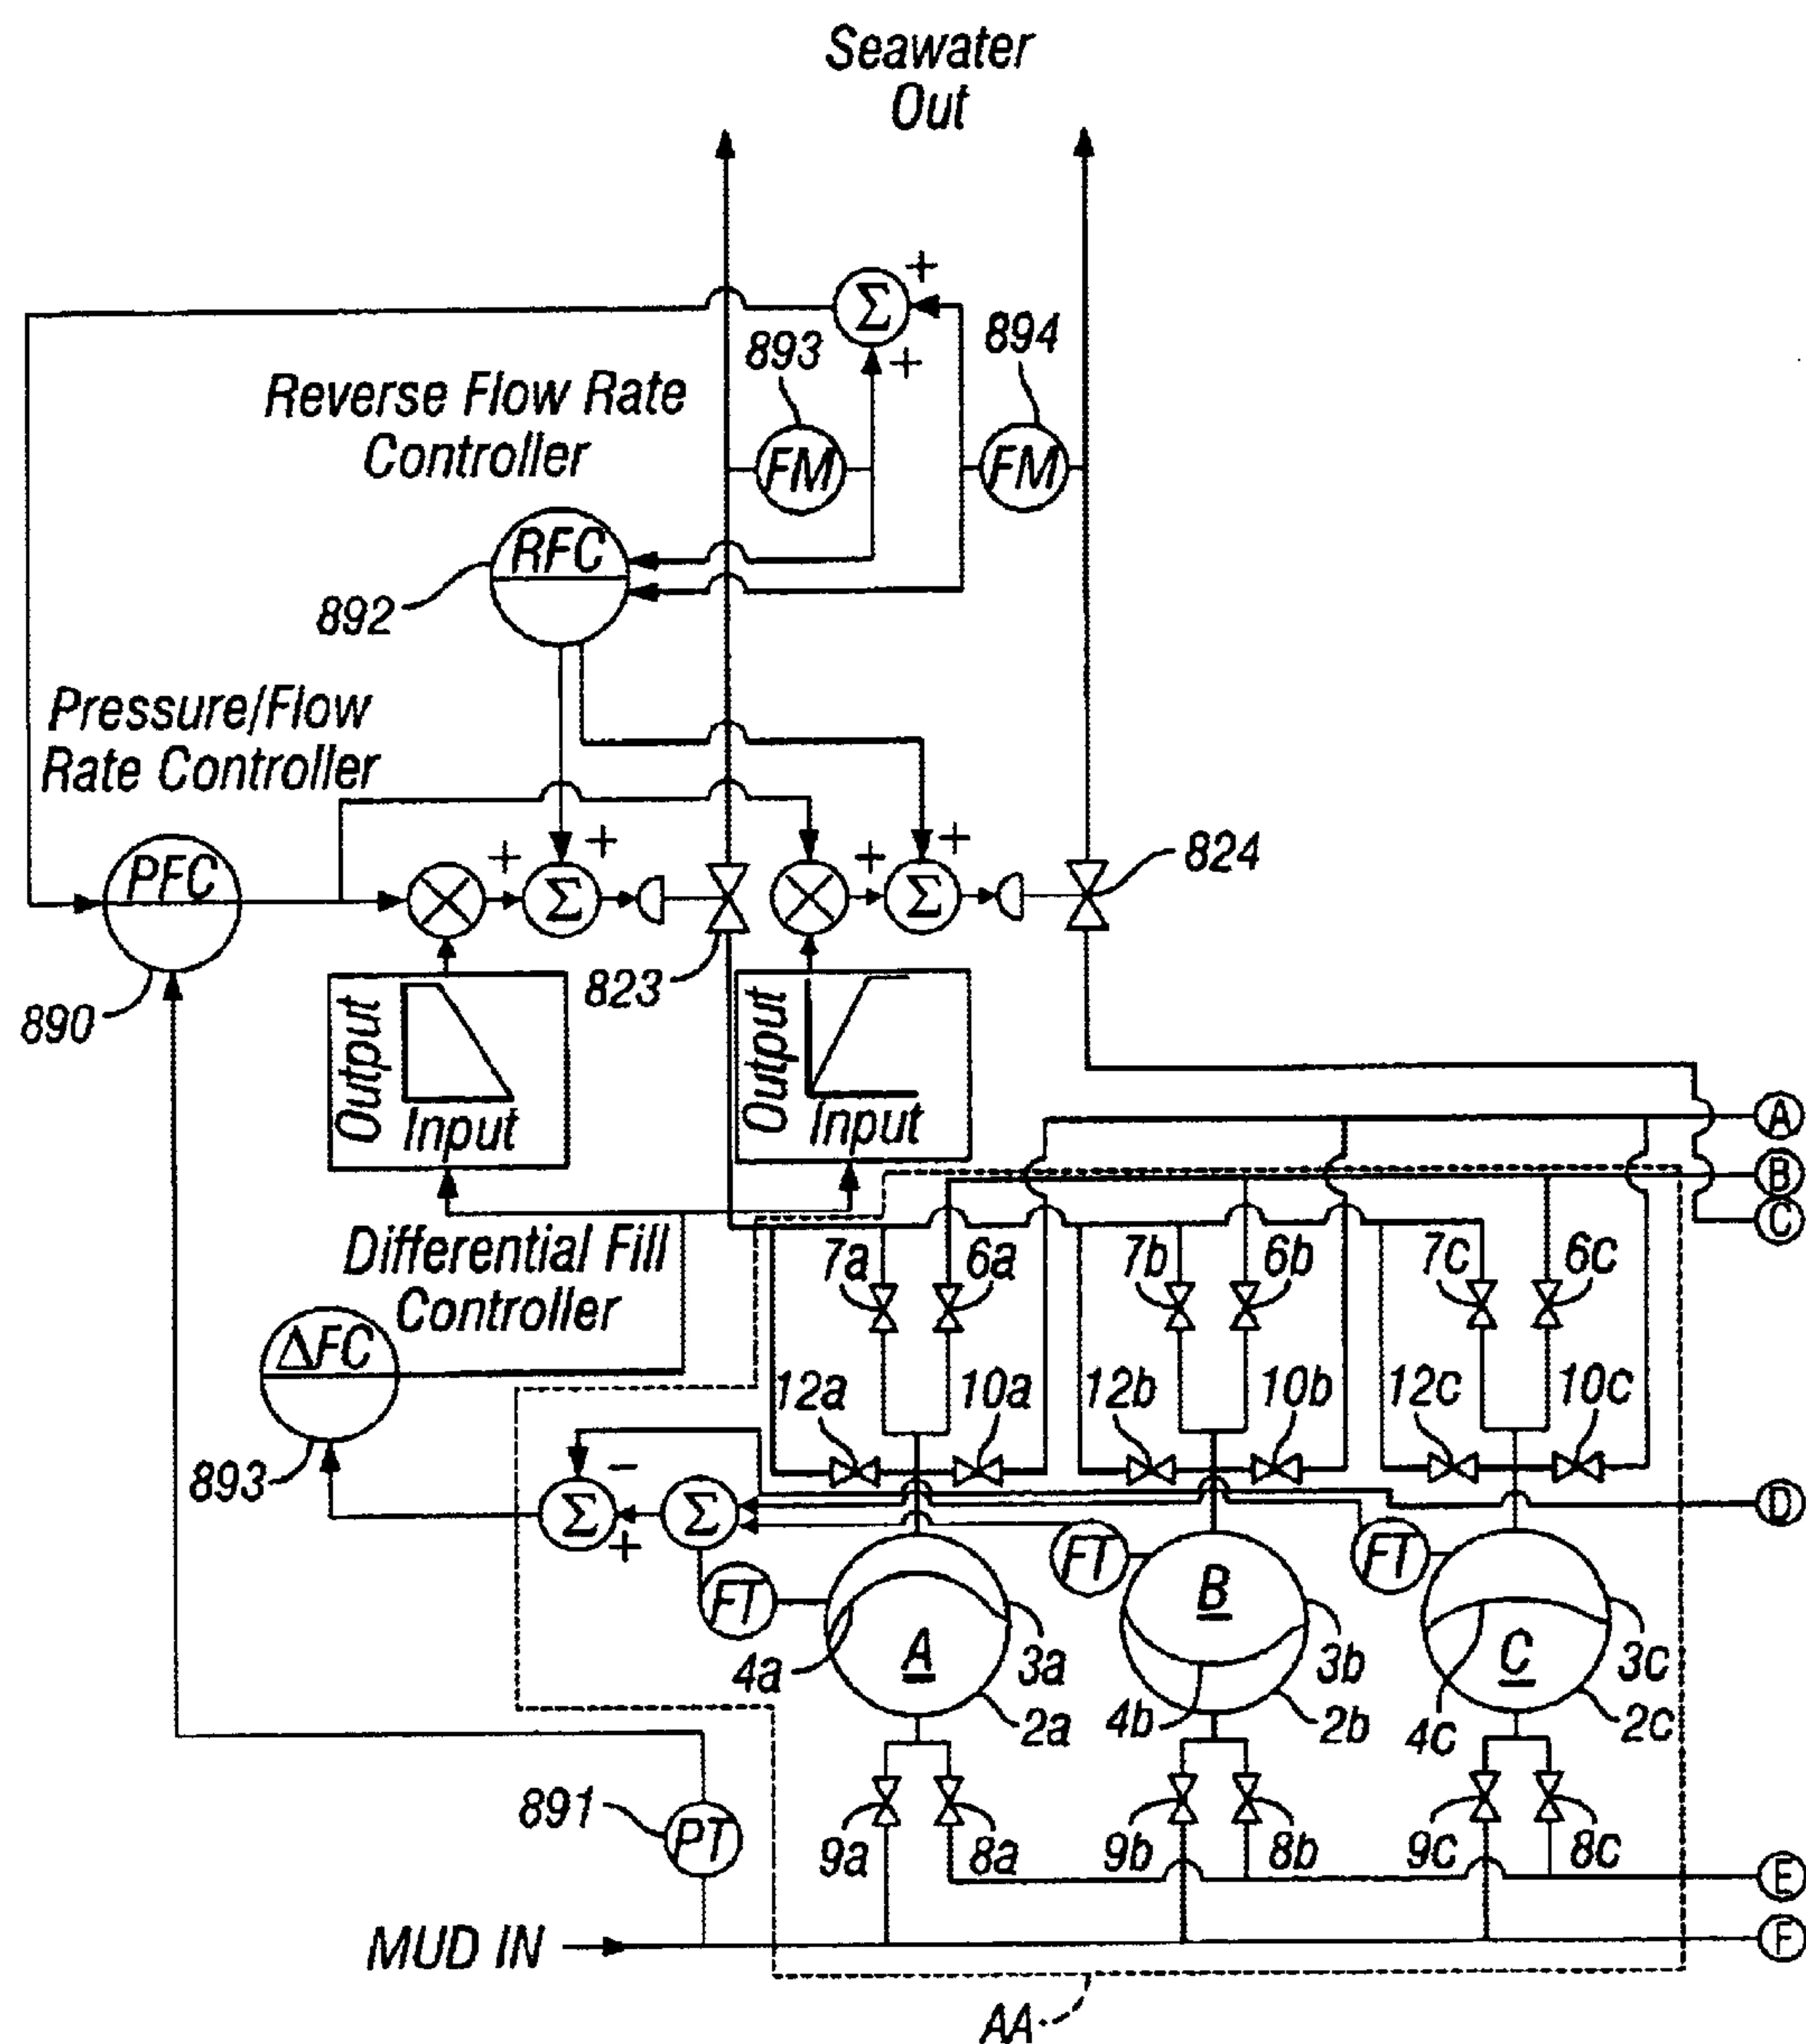 Seawater
Out
+
Σ
+
893
894
Reverse Flow Rate
Controller
FM
FM
RFC
892
Pressure/Flow
Rate Controller
+
+
+
+
824
PFC
Σ
Σ
890
823
Output
Input
Output
Input
A
B
C
Differential Fill
Controller
7a
6a
7b
6b
7c
6c
ΔFC
12a
10a
12b
10b
12c
10c
893
−
Σ
+
Σ
D
FT
FT
FT
A
B
C
4a
3a
3b
3c
2a
4b
2b
4c
2c
891
PT
9a
8a
9b
8b
9c
8c
E
MUD IN
F
AA